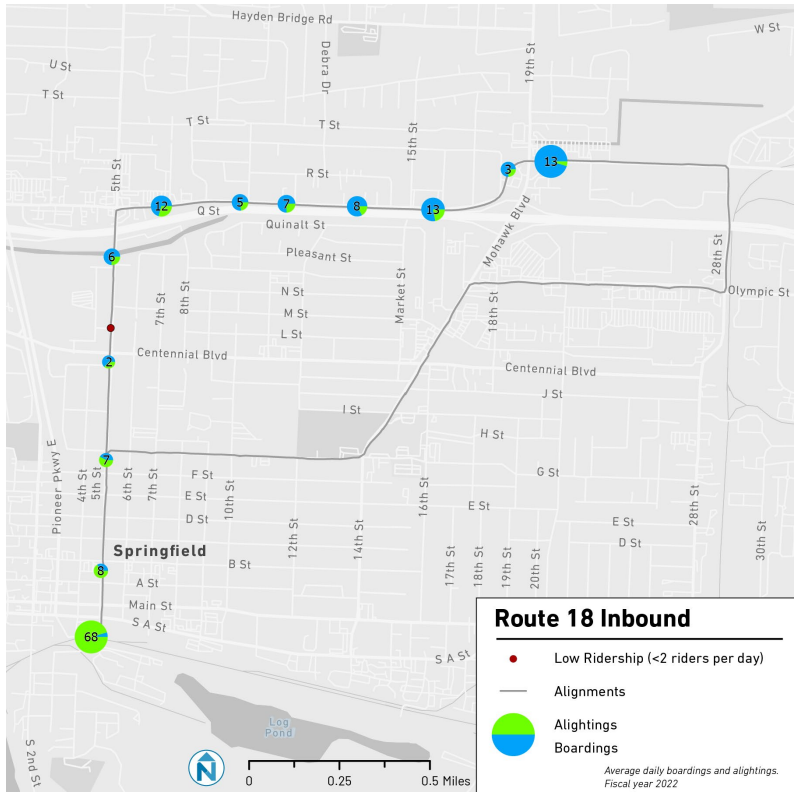 Hayden Bridge Rd
W St
U St
T St
Debra Dr
19th St
T St
T St
15th St
5th St
R St
3
13
12
5
7
8
13
Q St
Quinalt St
Mohawk Blvd
6
Pleasant St
28th St
7th St
8th St
N St
Market St
18th St
Olympic St
M St
L St
2
Centennial Blvd
Centennial Blvd
J St
I St
H St
7
Pioneer Pkwy E
4th St
5th St
6th St
7th St
F St
G St
E St
10th St
16th St
E St
28th St
D St
E St
12th St
14th St
D St
30th St
Springfield
B St
17th St
18th St
19th St
20th St
8
A St
Main St
S A St
68
S A St
Log
Pond
S 2nd St
N
0
0.25
0.5 Miles
Route 18 Inbound
Low Ridership (<2 riders per day)
Alignments
Alightings
Boardings
Average daily boardings and alightings.
Fiscal year 2022